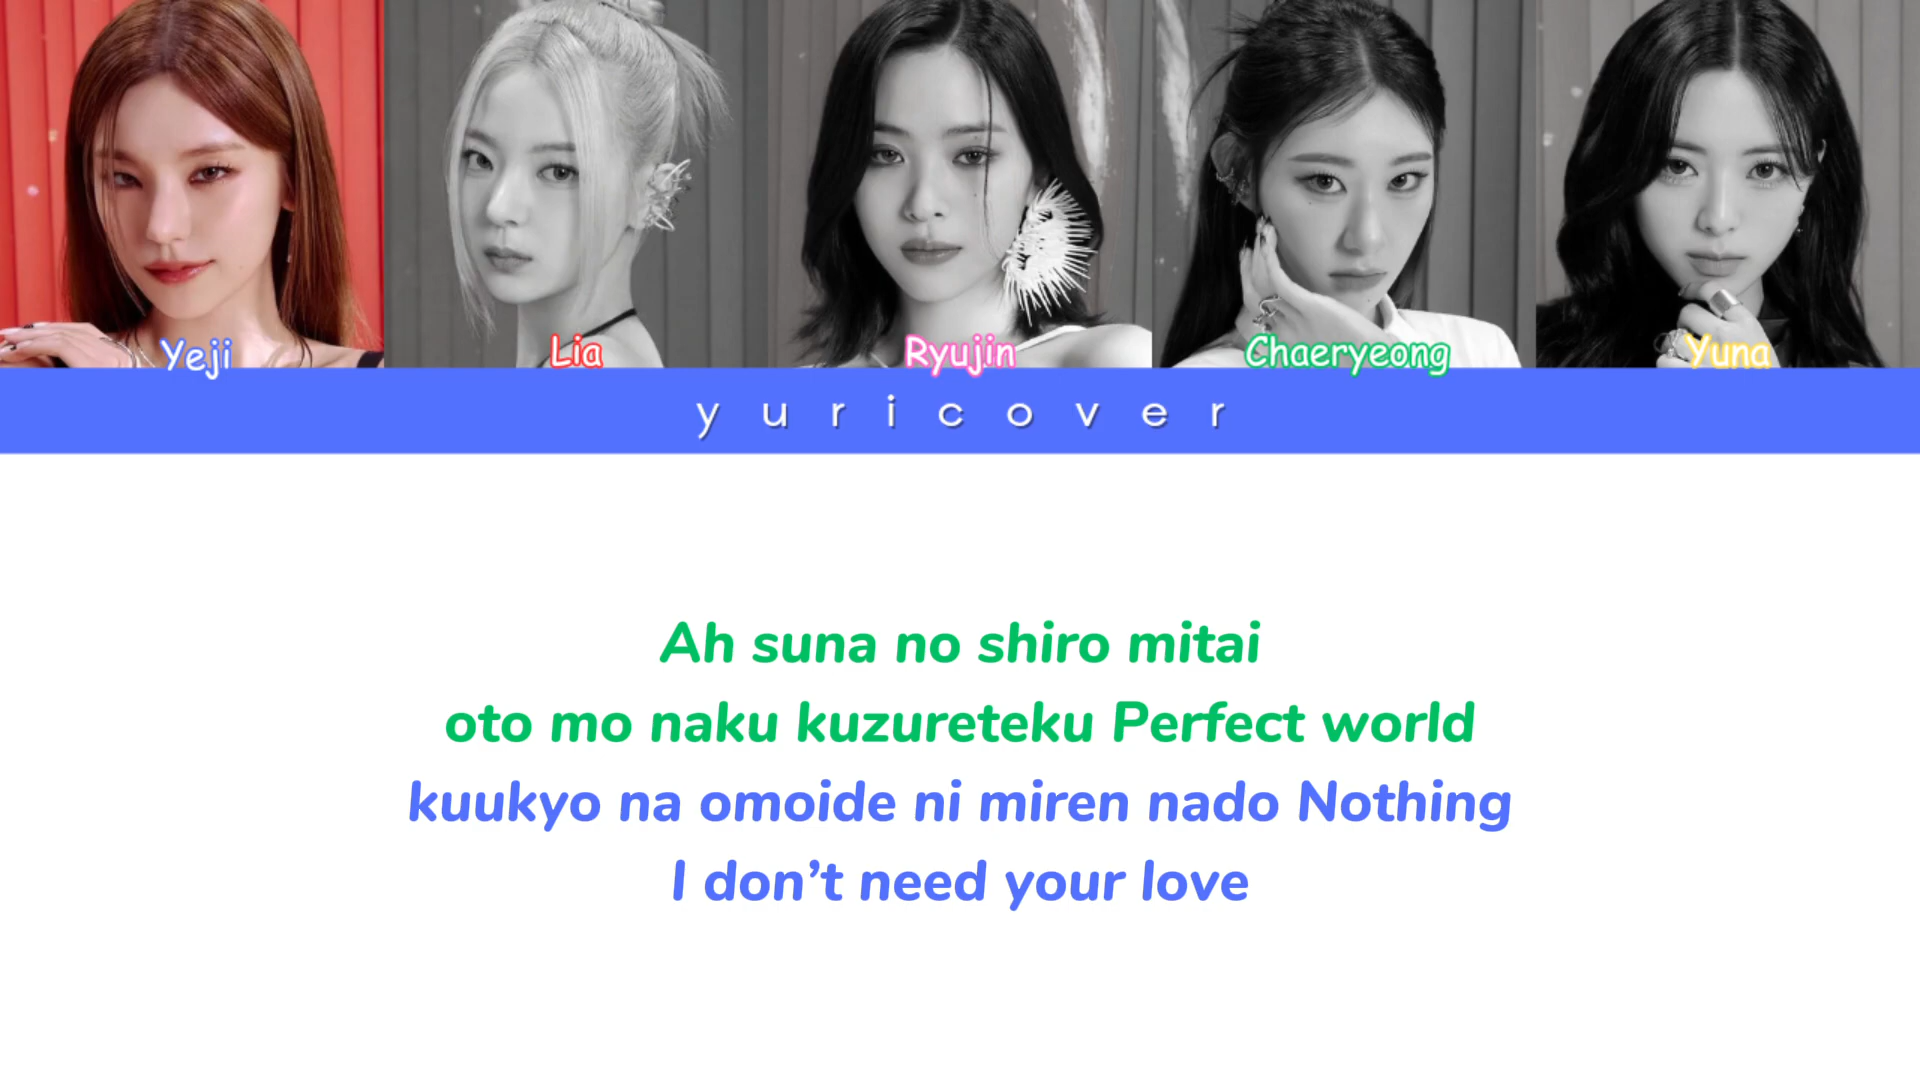 Yeji
Lia
Ryujin
Chaeryeong
Yuna
yuricover
Ah suna no shiro mitai
oto mo naku kuzureteku Perfect world
kuukyo na omoide ni miren nado Nothing
I don’t need your love